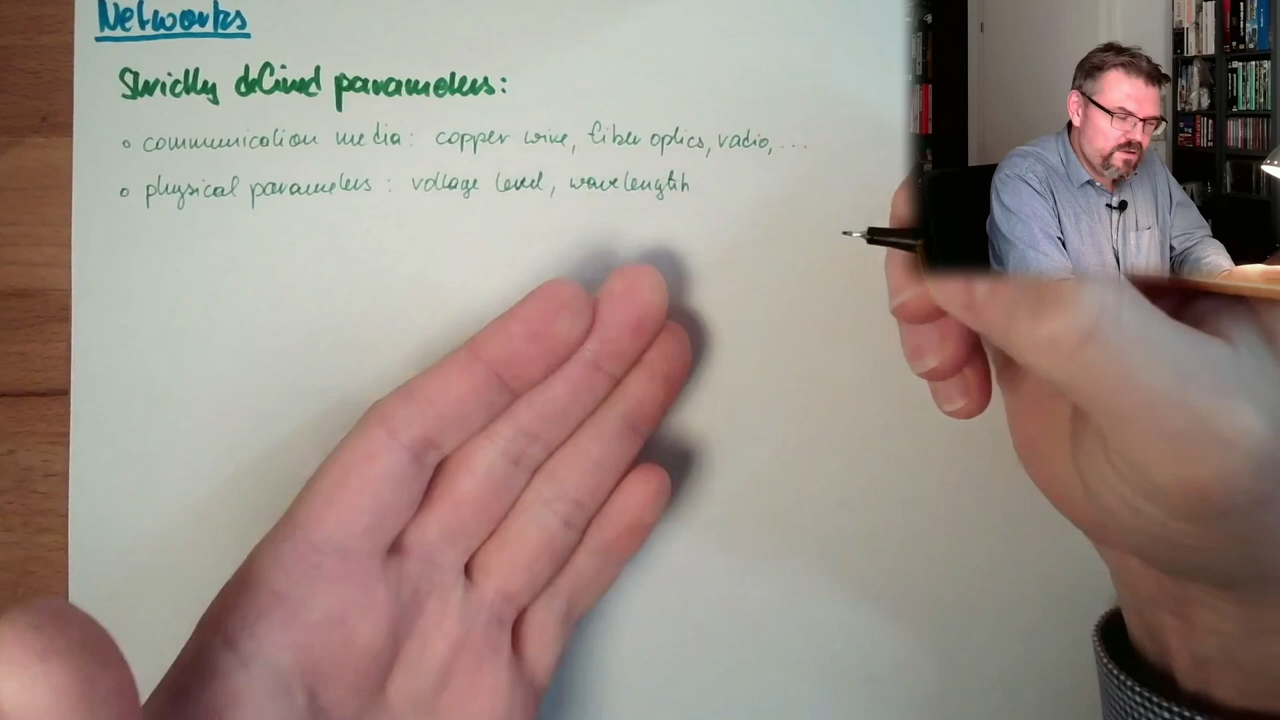 Networks
Strictly defined parameters:
◦ communication media: copper wire, fiber optics, radio, ...
◦ physical parameters: voltage level, wavelength